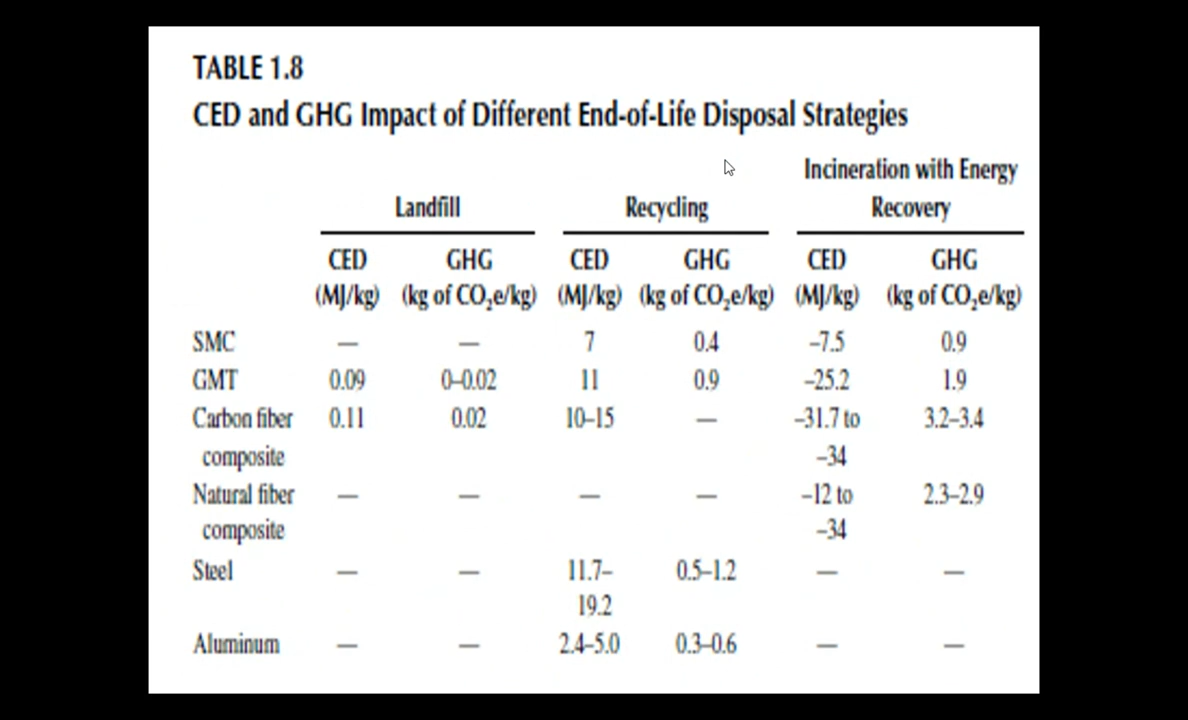 TABLE 1.8
CED and GHG Impact of Different End-of-Life Disposal Strategies
Incineration with Energy
Landfill Recycling Recovery
CED GHG CED GHG CED GHG
(MJ/kg) (kg of CO₂e/kg) (MJ/kg) (kg of CO₂e/kg) (MJ/kg) (kg of CO₂e/kg)
SMC — — 7 0.4 –7.5 0.9
GMT 0.09 0–0.02 11 0.9 –25.2 1.9
Carbon fiber 0.11 0.02 10–15 — –31.7 to 3.2–3.4
composite –34
Natural fiber — — — — –12 to 2.3–2.9
composite –34
Steel — — 11.7– 0.5–1.2 — —
19.2
Aluminum — — 2.4–5.0 0.3–0.6 — —